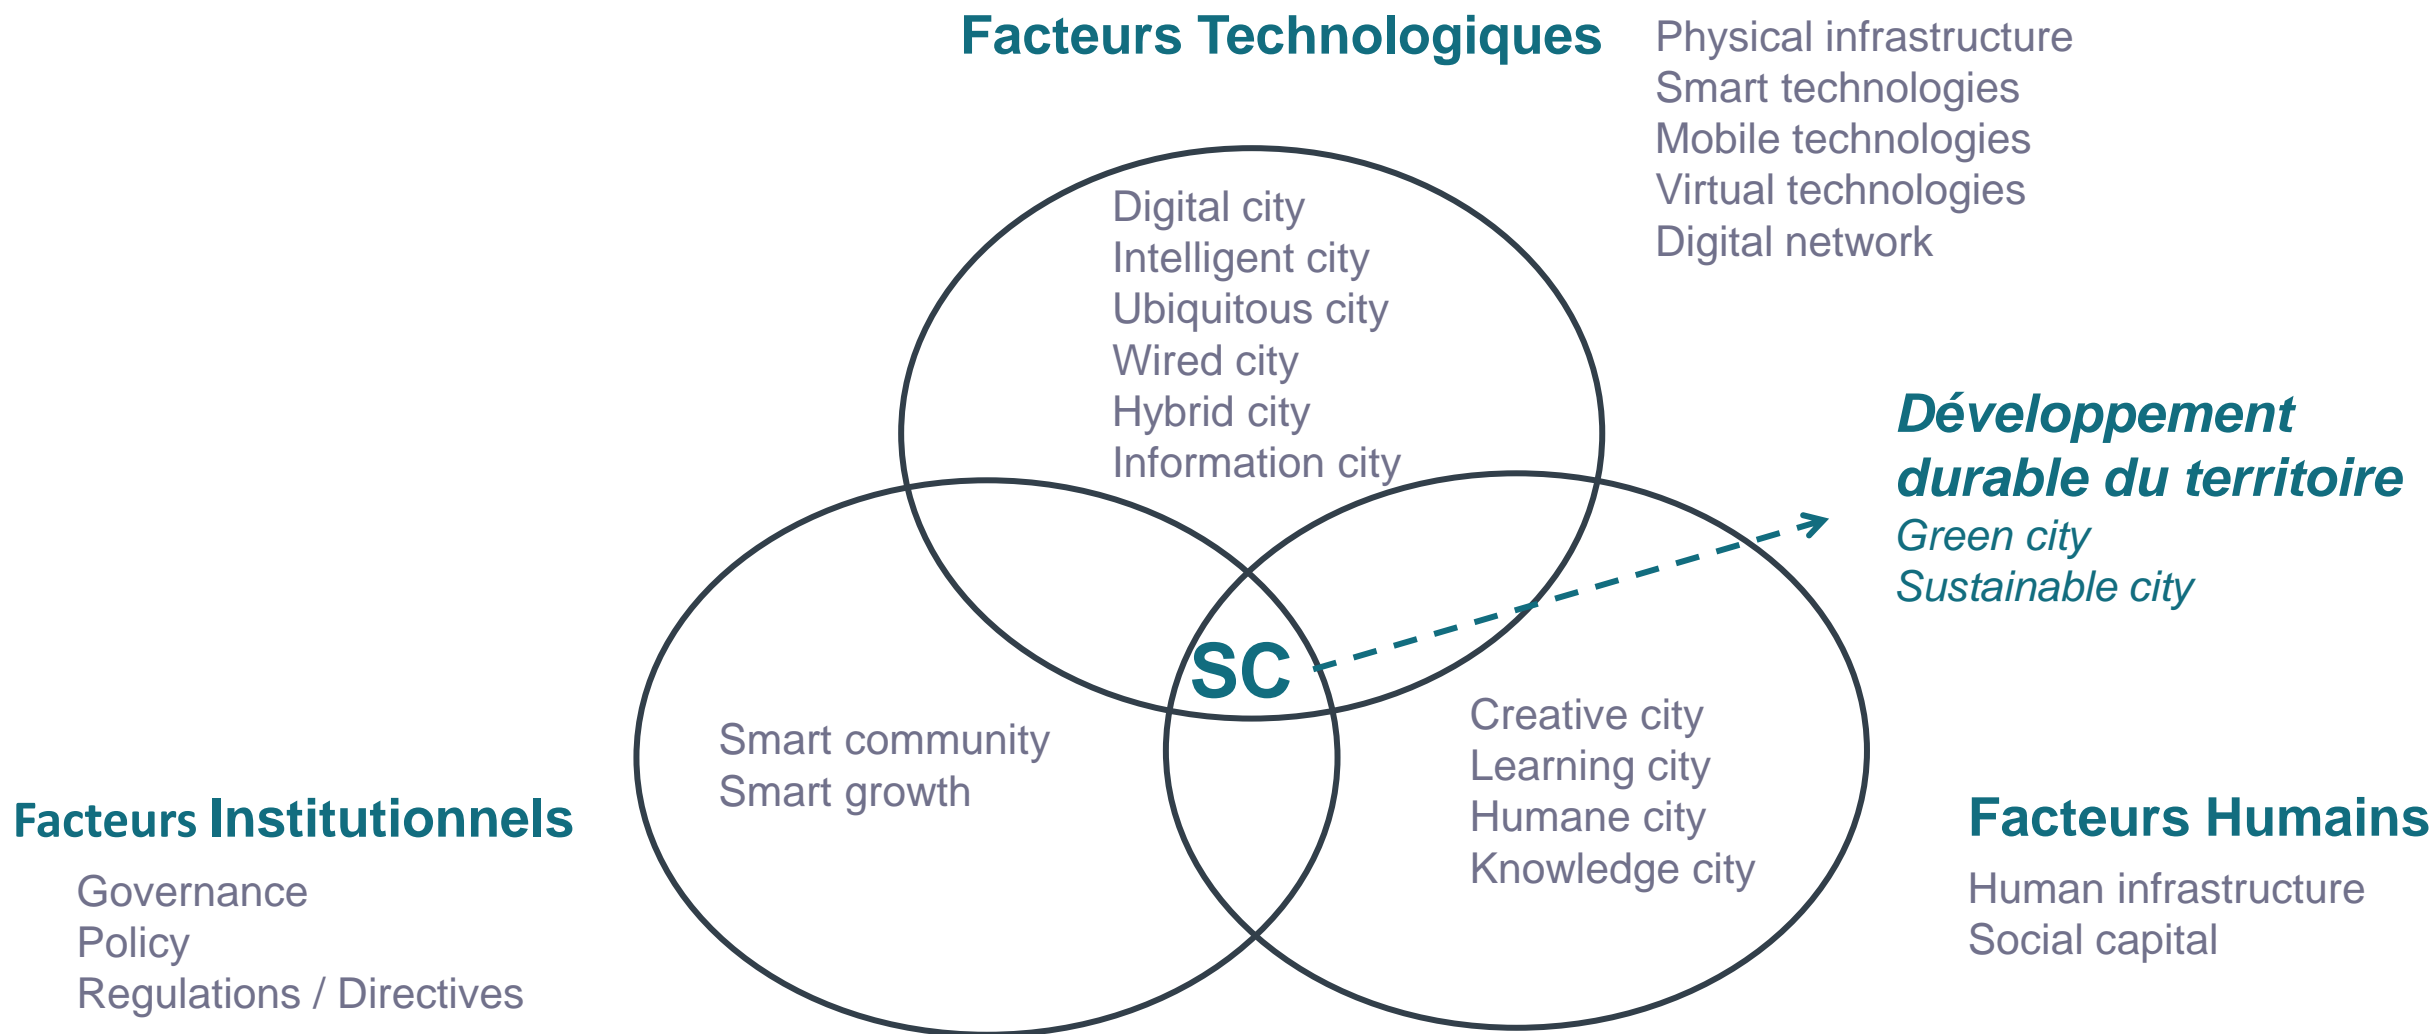 Facteurs Technologiques
Physical infrastructure
Smart technologies
Mobile technologies
Virtual technologies
Digital network
Digital city
Intelligent city
Ubiquitous city
Wired city
Hybrid city
Information city
Développement
durable du territoire
Green city
Sustainable city
SC
Smart community
Smart growth
Creative city
Learning city
Humane city
Knowledge city
Facteurs Institutionnels
Governance
Policy
Regulations / Directives
Facteurs Humains
Human infrastructure
Social capital